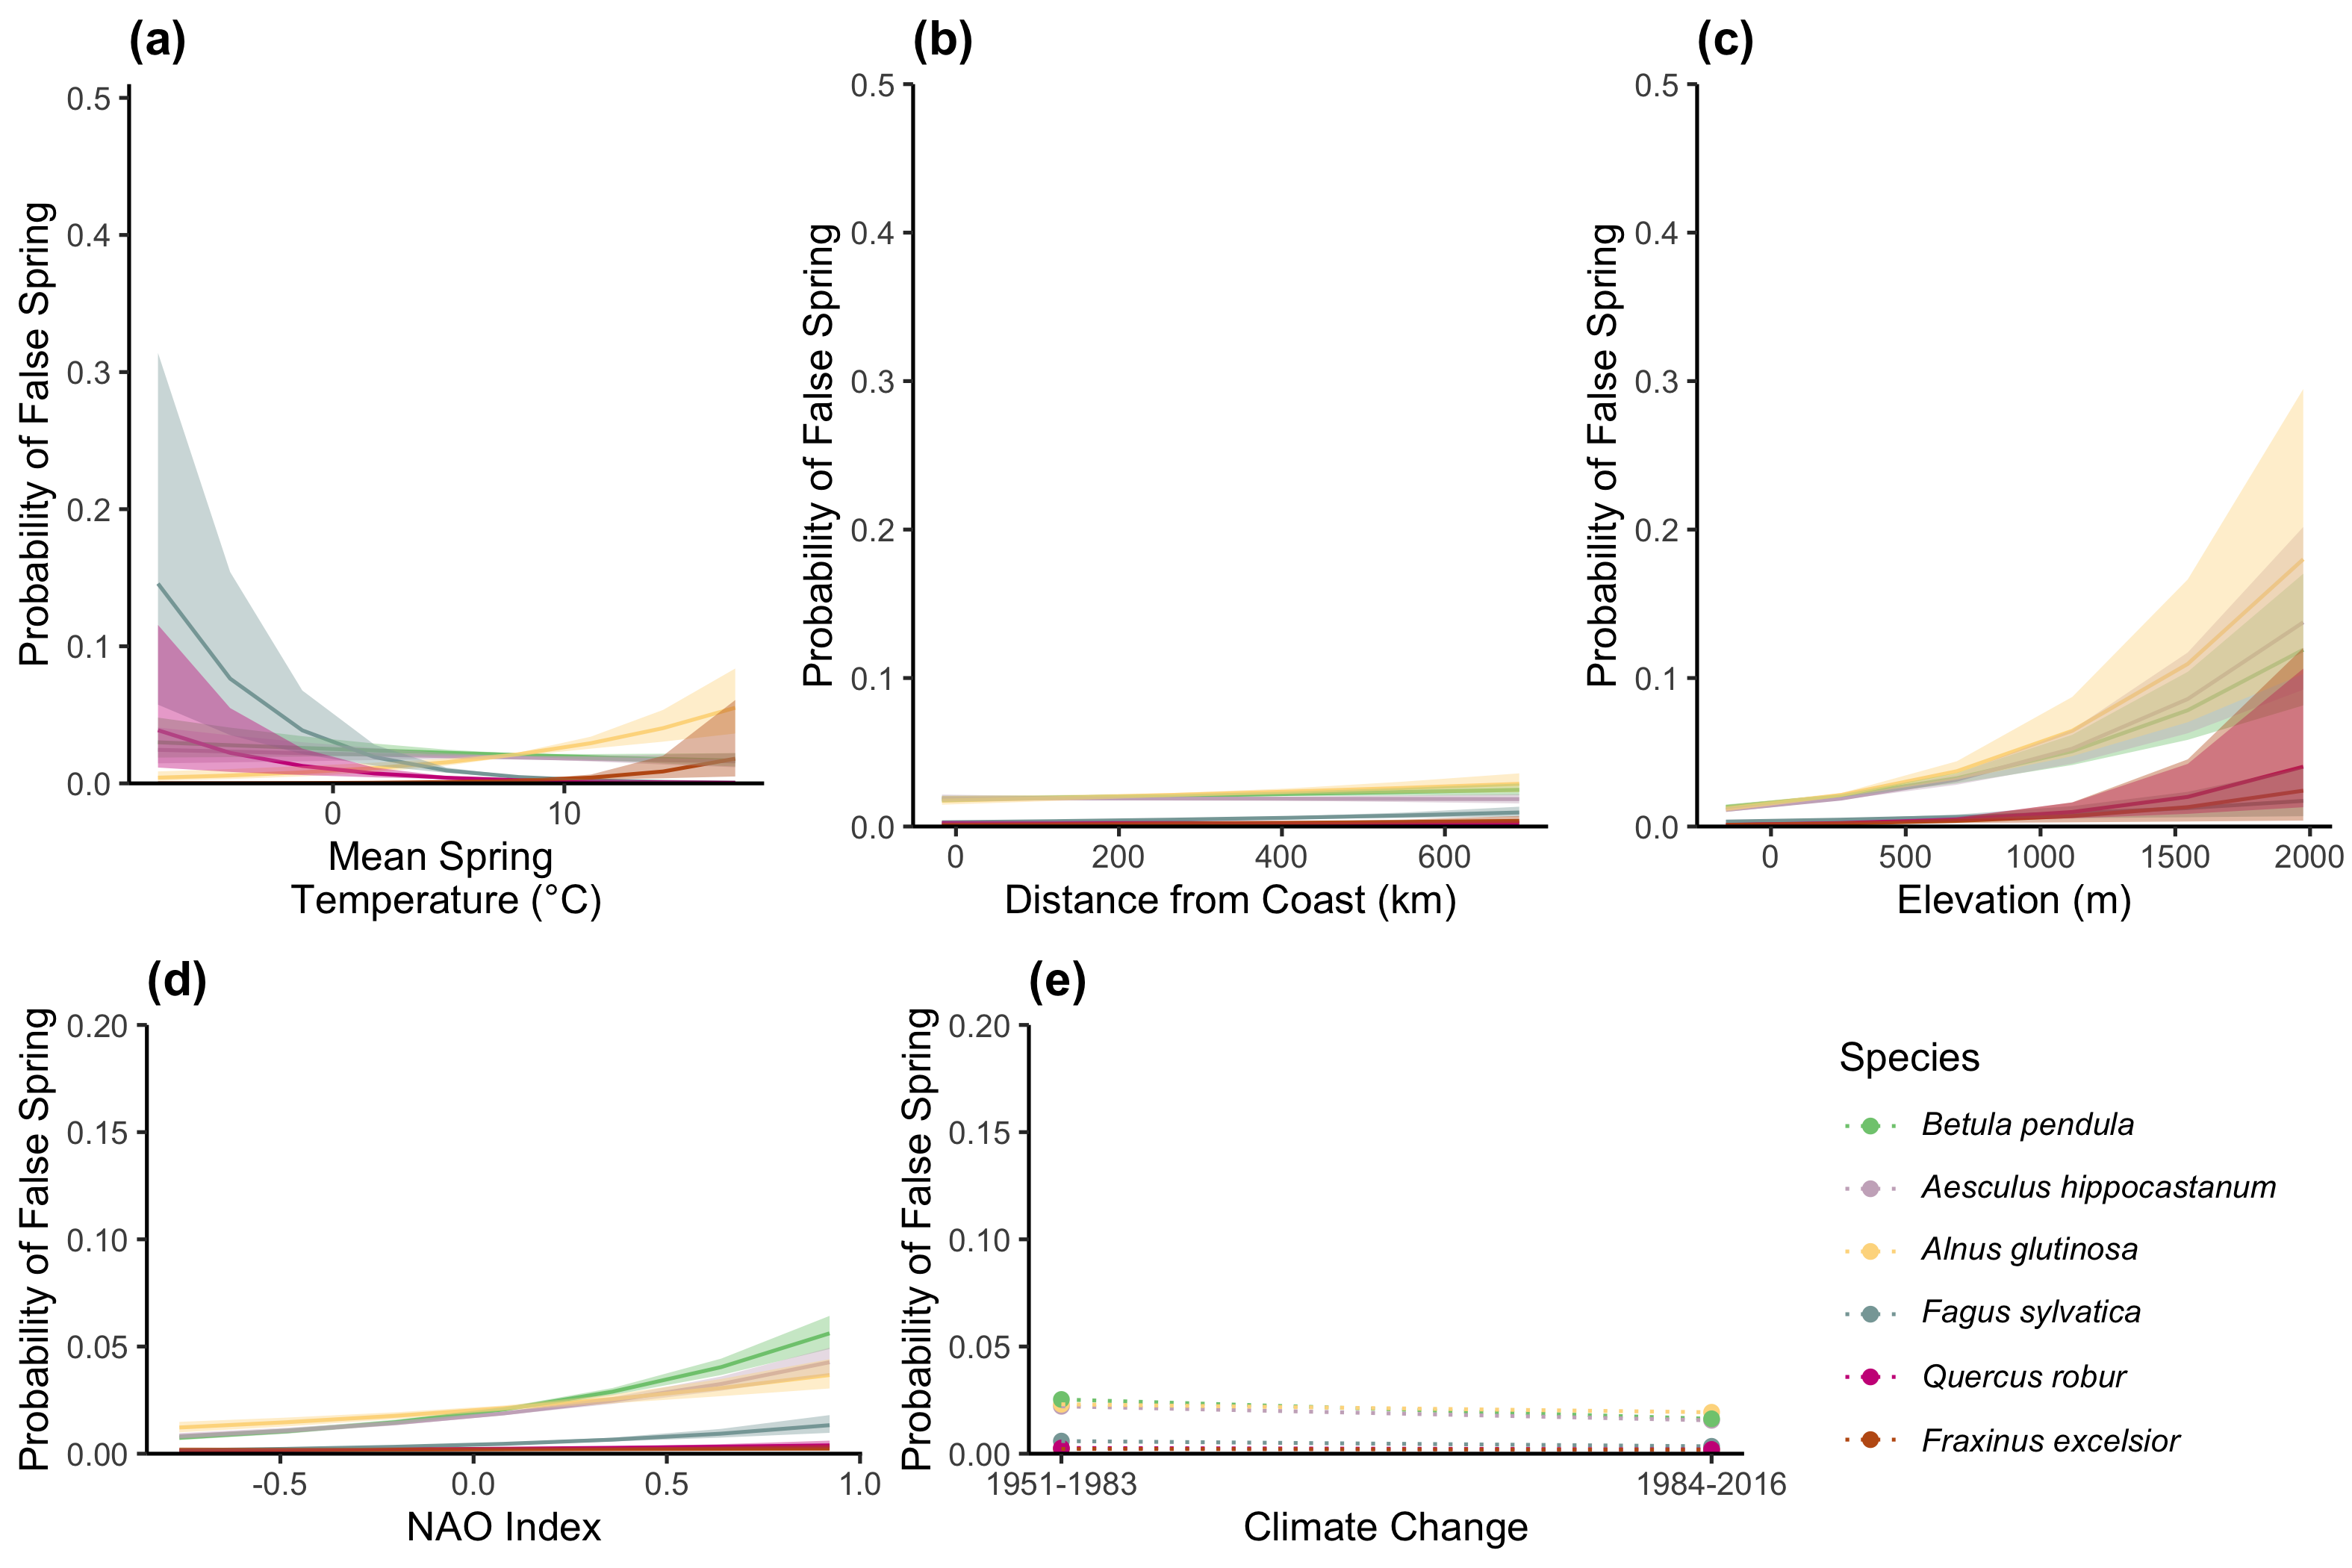 (a)
Probability of False Spring
0.5
0.4
0.3
0.2
0.1
0.0
0
10
Mean Spring
Temperature (°C)
(b)
Probability of False Spring
0.5
0.4
0.3
0.2
0.1
0.0
0
200
400
600
Distance from Coast (km)
(c)
Probability of False Spring
0.5
0.4
0.3
0.2
0.1
0.0
0
500
1000
1500
2000
Elevation (m)
(d)
Probability of False Spring
0.20
0.15
0.10
0.05
0.00
-0.5
0.0
0.5
1.0
NAO Index
(e)
Probability of False Spring
0.20
0.15
0.10
0.05
0.00
1951-1983
1984-2016
Climate Change
Species
Betula pendula
Aesculus hippocastanum
Alnus glutinosa
Fagus sylvatica
Quercus robur
Fraxinus excelsior